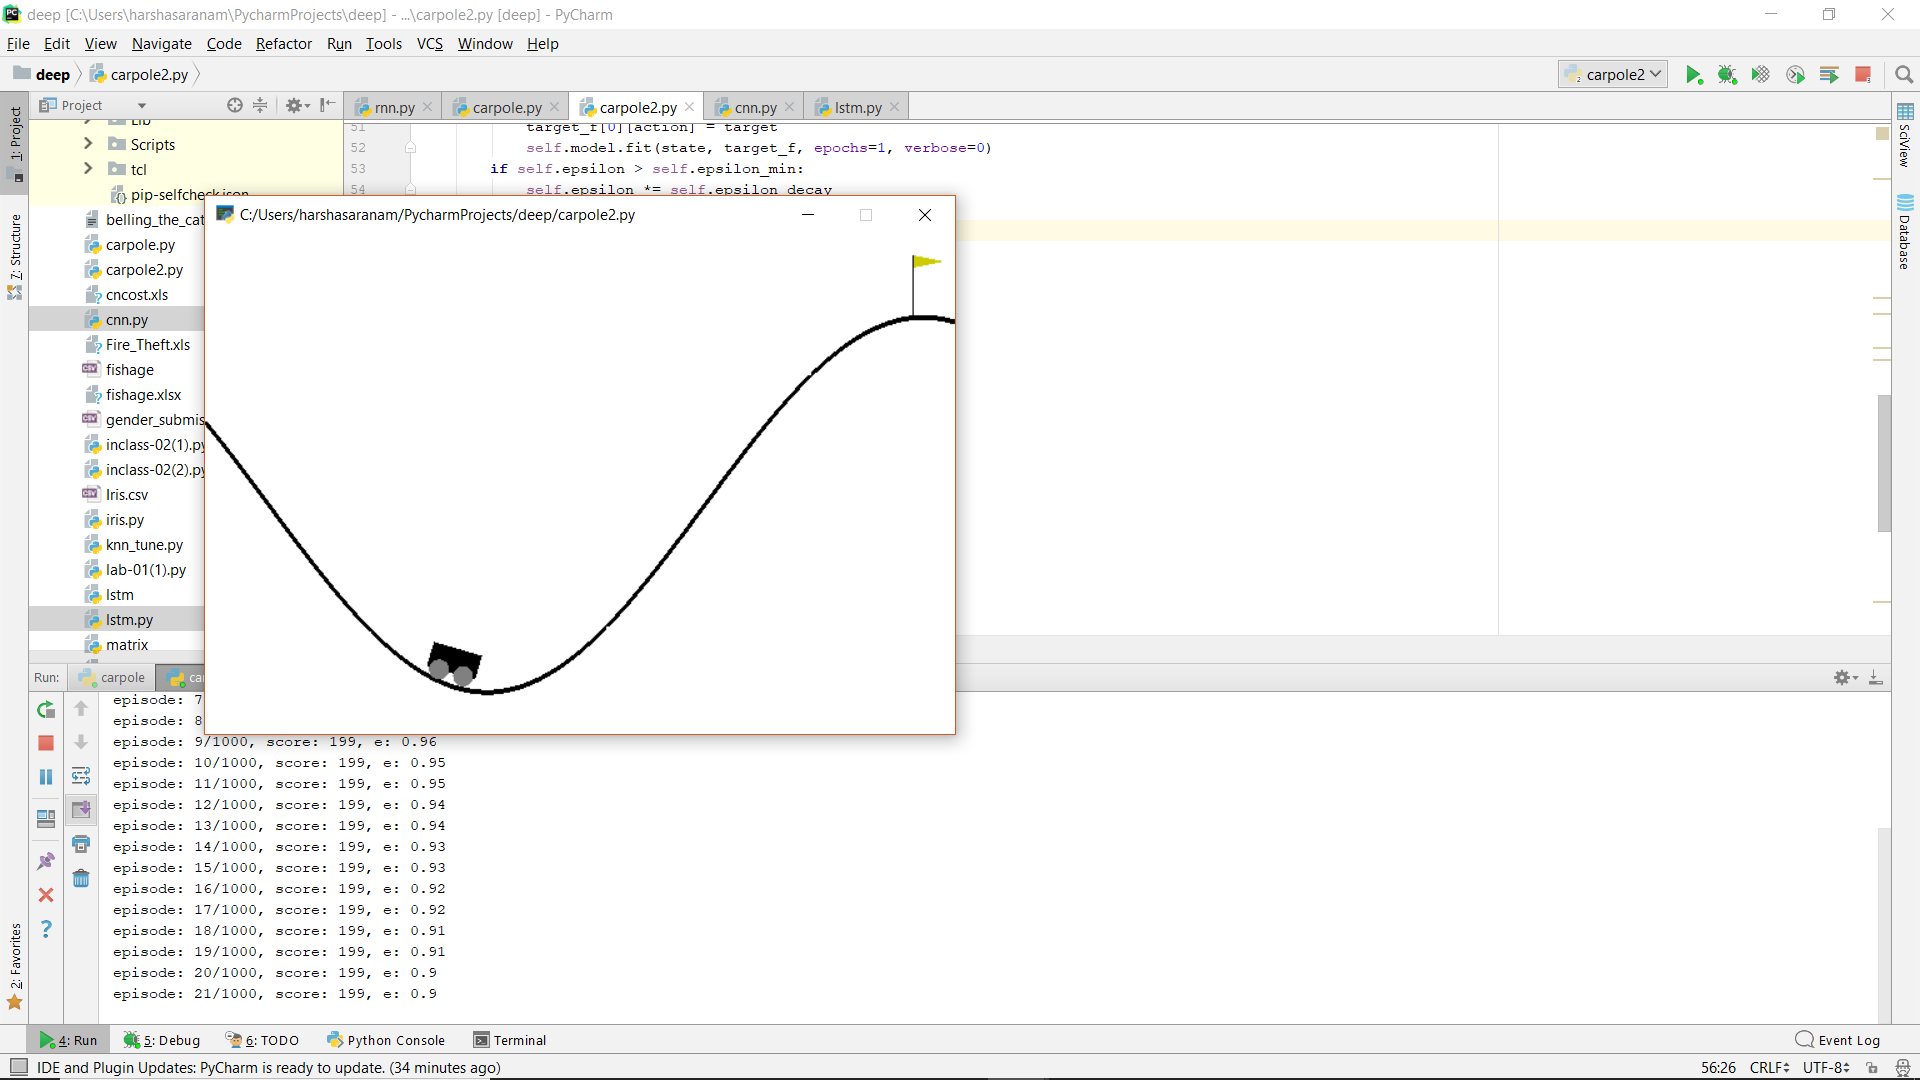 deep [C:\Users\harshasaranam\PycharmProjects\deep] - ...\carpole2.py [deep] - PyCharm
File Edit View Navigate Code Refactor Run Tools VCS Window Help
deep carpole2.py carpole2
Project rnn.py carpole.py carpole2.py cnn.py lstm.py
1: Project
7: Structure
2: Favorites
SciView
Database
Lib
Scripts
tcl
pip-selfcheck.json
belling_the_cat
carpole.py
carpole2.py
cncost.xls
cnn.py
Fire_Theft.xls
fishage
fishage.xlsx
gender_submis
inclass-02(1).py
inclass-02(2).py
Iris.csv
iris.py
knn_tune.py
lab-01(1).py
lstm
lstm.py
matrix
51 target_f[0][action] = target
52 self.model.fit(state, target_f, epochs=1, verbose=0)
53 if self.epsilon > self.epsilon_min:
54 self.epsilon *= self.epsilon_decay
C:/Users/harshasaranam/PycharmProjects/deep/carpole2.py
Run: carpole ca
episode: 7
episode: 8
episode: 9/1000, score: 199, e: 0.96
episode: 10/1000, score: 199, e: 0.95
episode: 11/1000, score: 199, e: 0.95
episode: 12/1000, score: 199, e: 0.94
episode: 13/1000, score: 199, e: 0.94
episode: 14/1000, score: 199, e: 0.93
episode: 15/1000, score: 199, e: 0.93
episode: 16/1000, score: 199, e: 0.92
episode: 17/1000, score: 199, e: 0.92
episode: 18/1000, score: 199, e: 0.91
episode: 19/1000, score: 199, e: 0.91
episode: 20/1000, score: 199, e: 0.9
episode: 21/1000, score: 199, e: 0.9
4: Run 5: Debug 6: TODO Python Console Terminal Event Log
IDE and Plugin Updates: PyCharm is ready to update. (34 minutes ago) 56:26 CRLF UTF-8